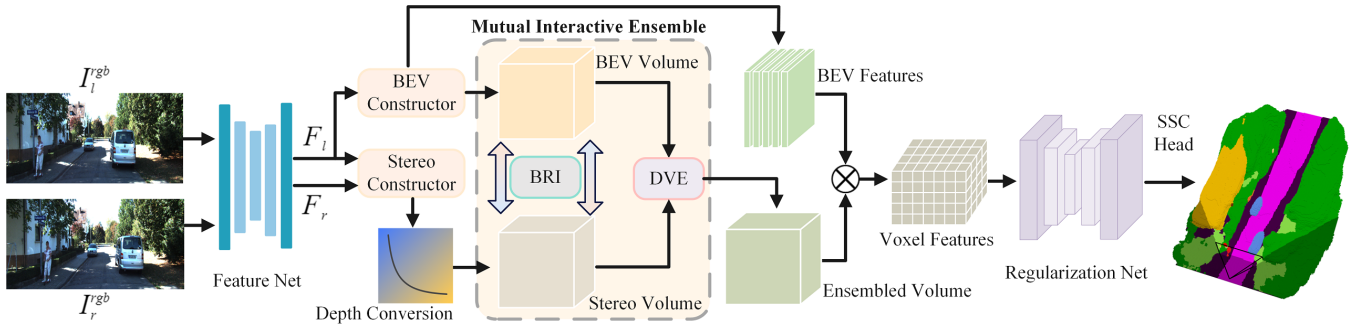 Mutual Interactive Ensemble
I_l^{rgb}
BEV
Constructor
BEV Volume
BEV Features
F_l
Stereo
Constructor
BRI
DVE
SSC
Head
F_r
Voxel Features
Feature Net
Regularization Net
I_r^{rgb}
Depth Conversion
Stereo Volume
Ensembled Volume